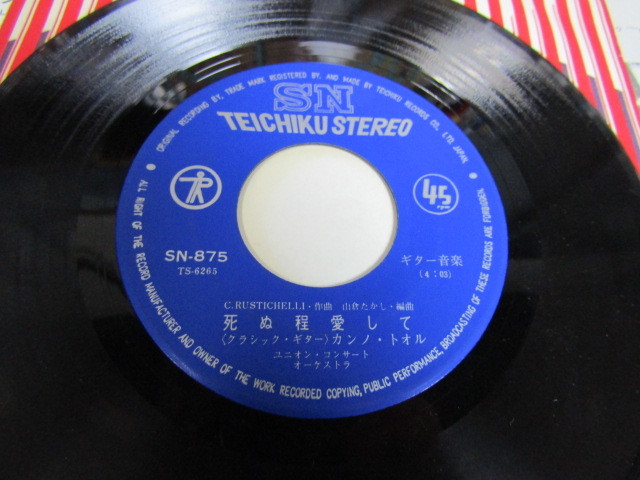 ORIGINAL RECORDING BY, TRADE MARK REGISTERED BY, AND MADE BY TEICHIKU RECORDS CO., LTD. JAPAN
SN
TEICHIKU STEREO
TR
45
rpm
SN-875
TS-6265
ギター音楽
(4:03)
C.RUSTICHELLI・作曲 山倉たかし・編曲
死ぬ程愛して
(クラシック・ギター)カンノ・トオル
ユニオン・コンサート
オーケストラ
ALL RIGHT OF THE RECORD MANUFACTURER AND OWNER OF THE WORK RECORDED COPYING, PUBLIC PERFORMANCE, BROADCASTING OF THESE RECORDS ARE FORBIDDEN.